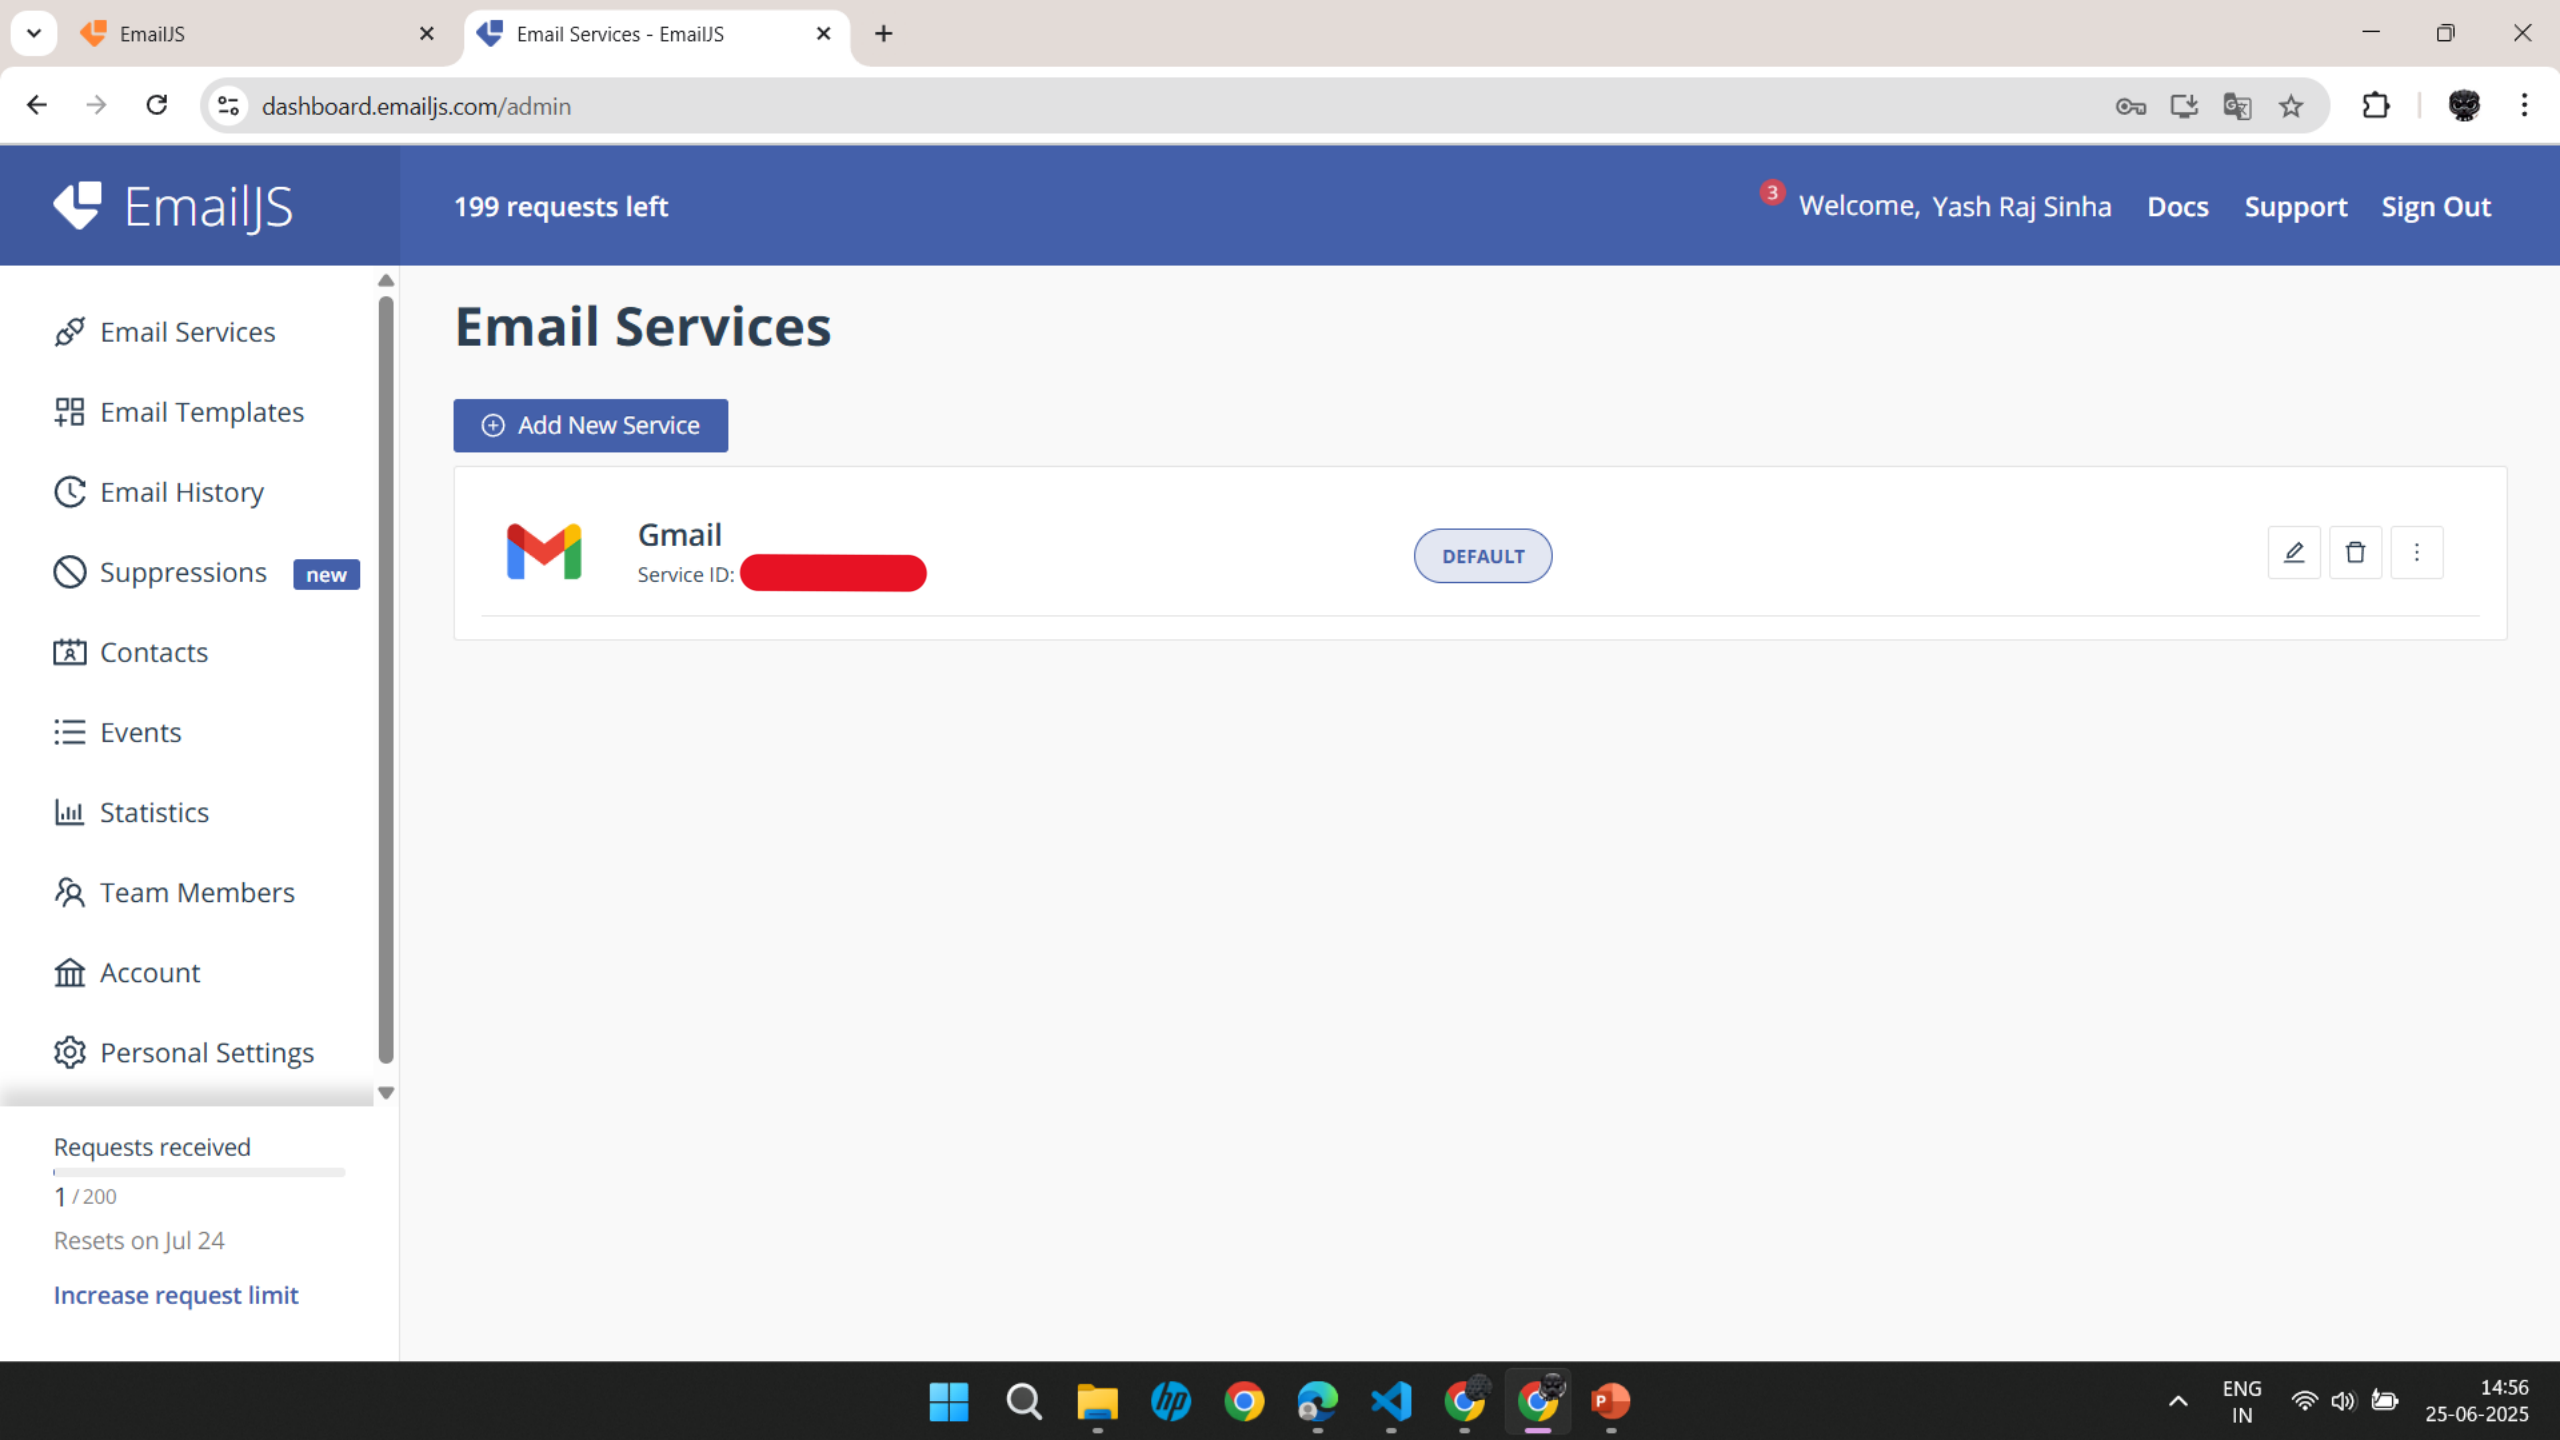 EmailJS
Email Services - EmailJS
dashboard.emailjs.com/admin
EmailJS
199 requests left
3
Welcome, Yash Raj Sinha
Docs
Support
Sign Out
Email Services
Email Templates
Email History
Suppressions new
Contacts
Events
Statistics
Team Members
Account
Personal Settings
Requests received
1 / 200
Resets on Jul 24
Increase request limit
Email Services
Add New Service
Gmail
Service ID:
DEFAULT
hp
P
ENG
IN
14:56
25-06-2025